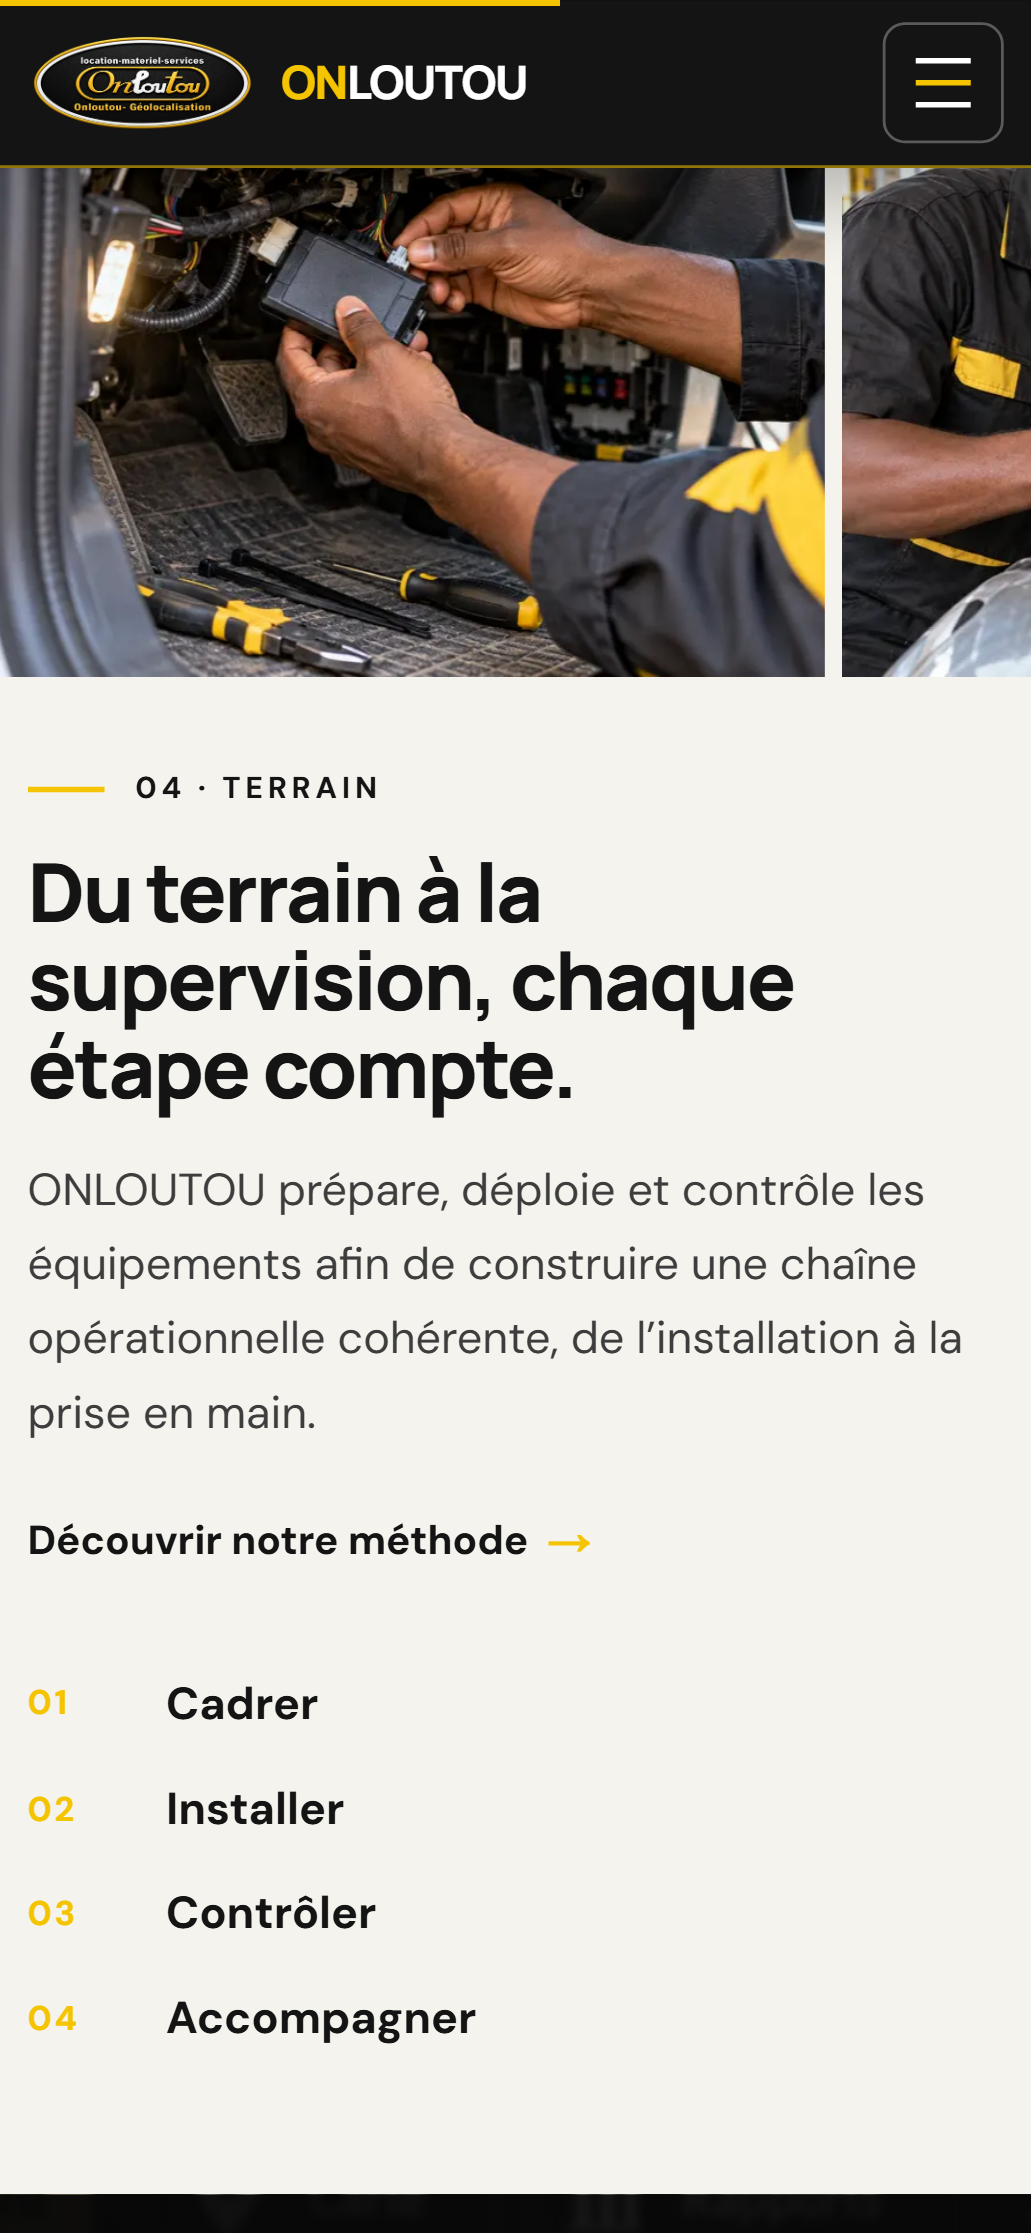 location-materiel-services
Onloutou
Onloutou- Géolocalisation
ONLOUTOU
04 · TERRAIN
Du terrain à la
supervision, chaque
étape compte.
ONLOUTOU prépare, déploie et contrôle les
équipements afin de construire une chaîne
opérationnelle cohérente, de l’installation à la
prise en main.
Découvrir notre méthode →
01 Cadrer
02 Installer
03 Contrôler
04 Accompagner